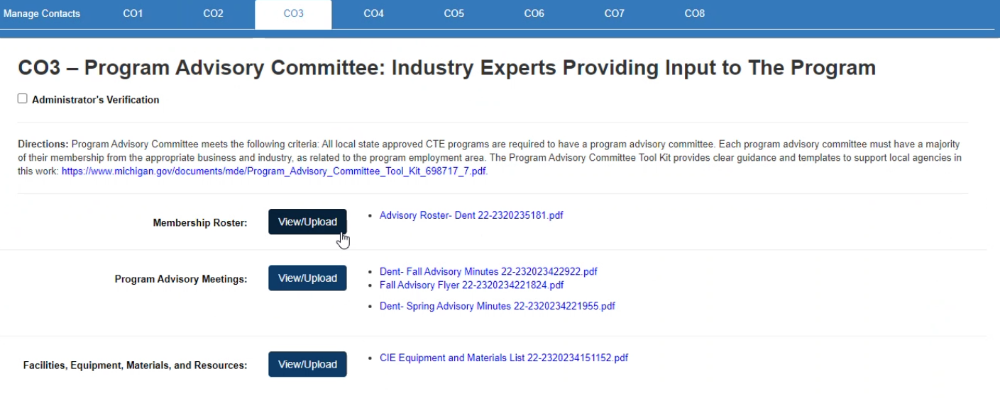 Manage Contacts CO1 CO2 CO3 CO4 CO5 CO6 CO7 CO8
CO3 – Program Advisory Committee: Industry Experts Providing Input to The Program
Administrator's Verification
Directions: Program Advisory Committee meets the following criteria: All local state approved CTE programs are required to have a program advisory committee. Each program advisory committee must have a majority
of their membership from the appropriate business and industry, as related to the program employment area. The Program Advisory Committee Tool Kit provides clear guidance and templates to support local agencies in
this work: https://www.michigan.gov/documents/mde/Program_Advisory_Committee_Tool_Kit_698717_7.pdf.
Membership Roster: View/Upload • Advisory Roster- Dent 22-2320235181.pdf
Program Advisory Meetings: View/Upload • Dent- Fall Advisory Minutes 22-232023422922.pdf
• Fall Advisory Flyer 22-2320234221824.pdf
• Dent- Spring Advisory Minutes 22-2320234221955.pdf
Facilities, Equipment, Materials, and Resources: View/Upload • CIE Equipment and Materials List 22-2320234151152.pdf